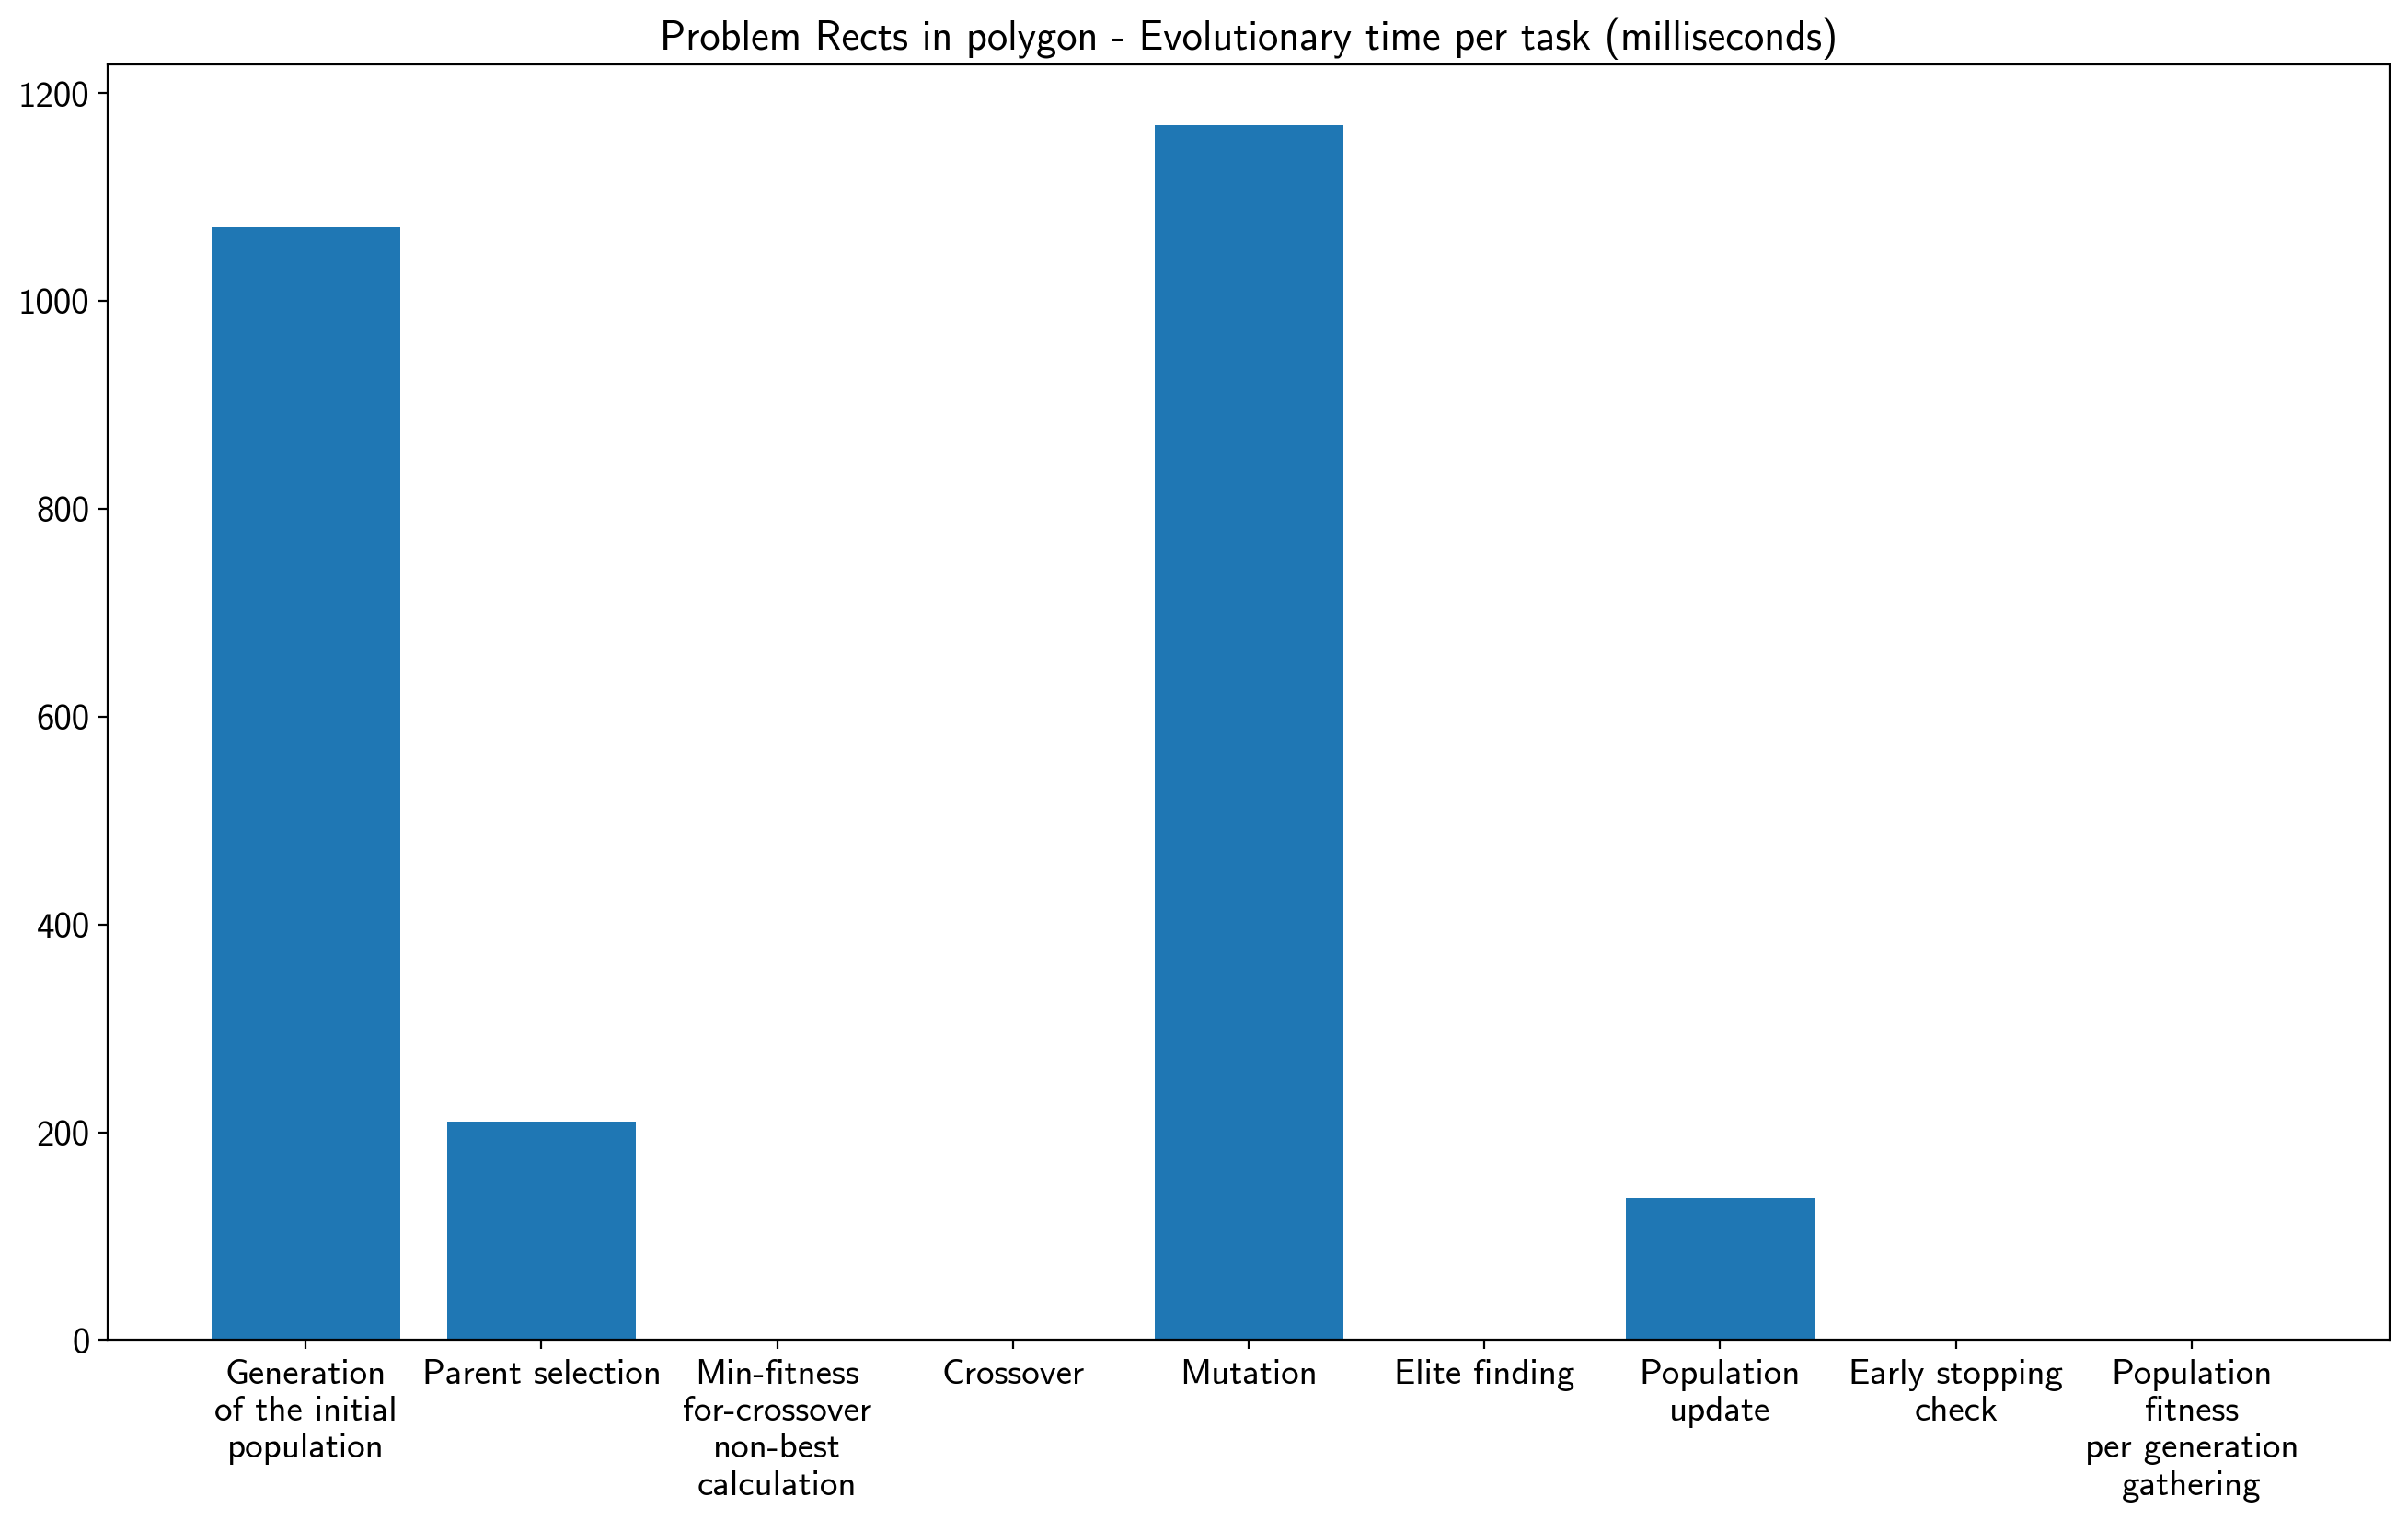 Problem Rects in polygon - Evolutionary time per task (milliseconds)
1200
1000
800
600
400
200
0
Generation
of the initial
population
Parent selection
Min-fitness
for-crossover
non-best
calculation
Crossover
Mutation
Elite finding
Population
update
Early stopping
check
Population
fitness
per generation
gathering